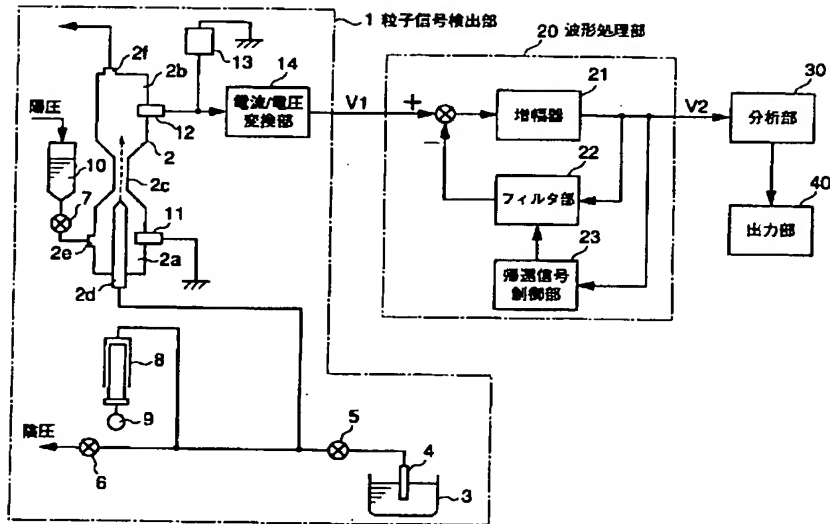 1 粒子信号検出部
20 波形処理部
2f
2b
13
14
電流/電圧
変換部
12
陽圧
10
7
2
2c
2e
11
2a
2d
V1
+
−
21
増幅器
22
フィルタ部
23
帰還信号
制御部
V2
30
分析部
40
出力部
8
9
陰圧
6
5
4
3